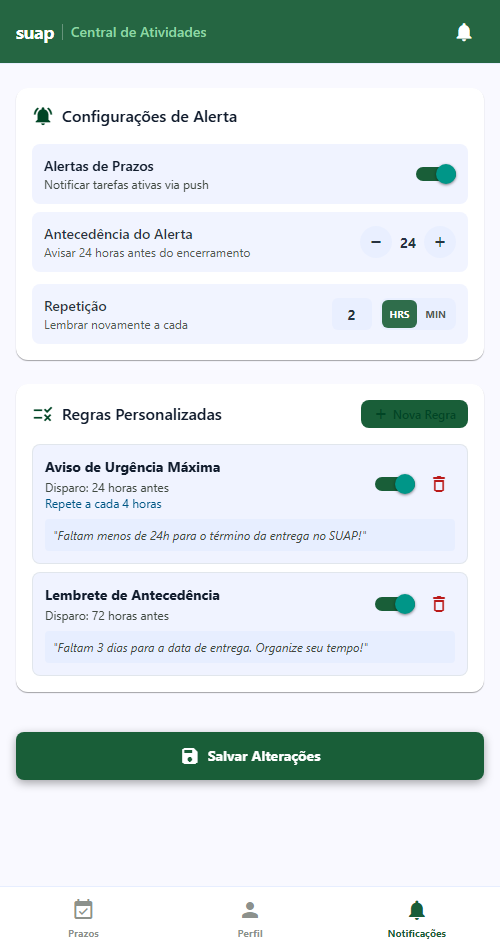 suap Central de Atividades
Configurações de Alerta
Alertas de Prazos
Notificar tarefas ativas via push
Antecedência do Alerta
Avisar 24 horas antes do encerramento
− 24 +
Repetição
Lembrar novamente a cada
2 HRS MIN
Regras Personalizadas
+ Nova Regra
Aviso de Urgência Máxima
Disparo: 24 horas antes
Repete a cada 4 horas
"Faltam menos de 24h para o término da entrega no SUAP!"
Lembrete de Antecedência
Disparo: 72 horas antes
"Faltam 3 dias para a data de entrega. Organize seu tempo!"
Salvar Alterações
Prazos Perfil Notificações